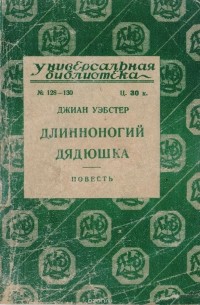 Универсальная
библиотека
№ 128—130 Ц. 30 к.
ДЖИАН УЭБСТЕР
ДЛИННОНОГИЙ
ДЯДЮШКА
ПОВЕСТЬ